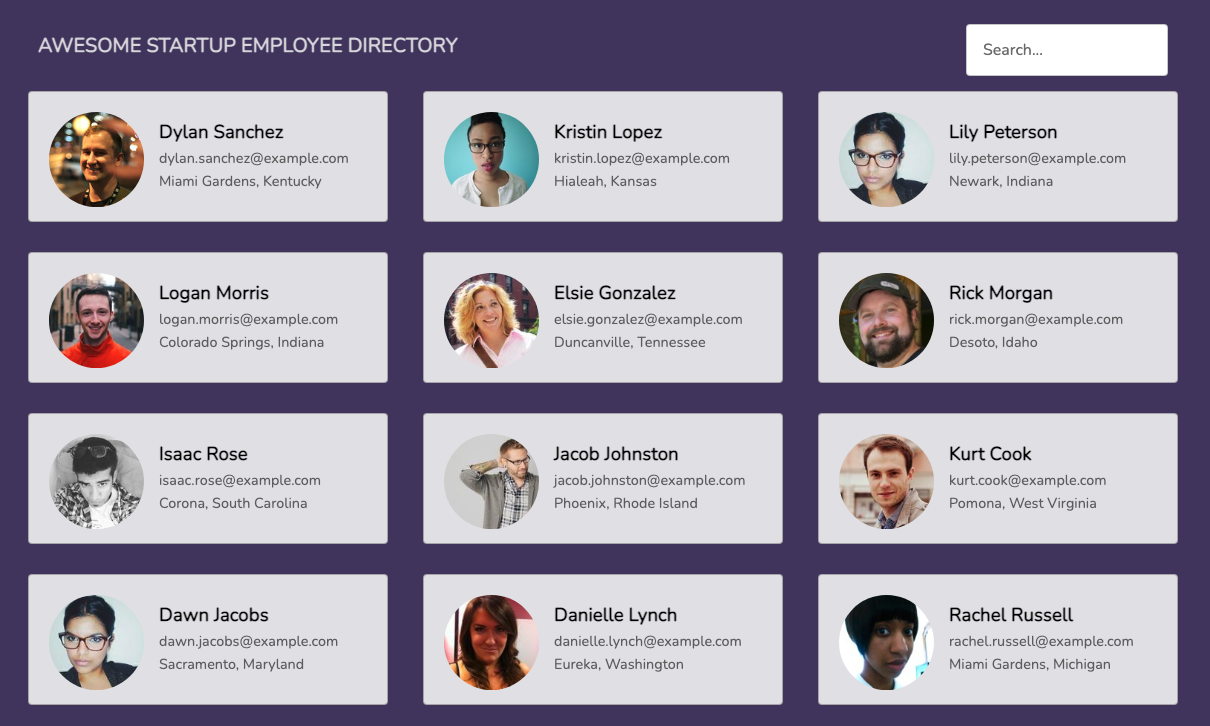 AWESOME STARTUP EMPLOYEE DIRECTORY
Search...
Dylan Sanchez
dylan.sanchez@example.com
Miami Gardens, Kentucky
Kristin Lopez
kristin.lopez@example.com
Hialeah, Kansas
Lily Peterson
lily.peterson@example.com
Newark, Indiana
Logan Morris
logan.morris@example.com
Colorado Springs, Indiana
Elsie Gonzalez
elsie.gonzalez@example.com
Duncanville, Tennessee
Rick Morgan
rick.morgan@example.com
Desoto, Idaho
Isaac Rose
isaac.rose@example.com
Corona, South Carolina
Jacob Johnston
jacob.johnston@example.com
Phoenix, Rhode Island
Kurt Cook
kurt.cook@example.com
Pomona, West Virginia
Dawn Jacobs
dawn.jacobs@example.com
Sacramento, Maryland
Danielle Lynch
danielle.lynch@example.com
Eureka, Washington
Rachel Russell
rachel.russell@example.com
Miami Gardens, Michigan